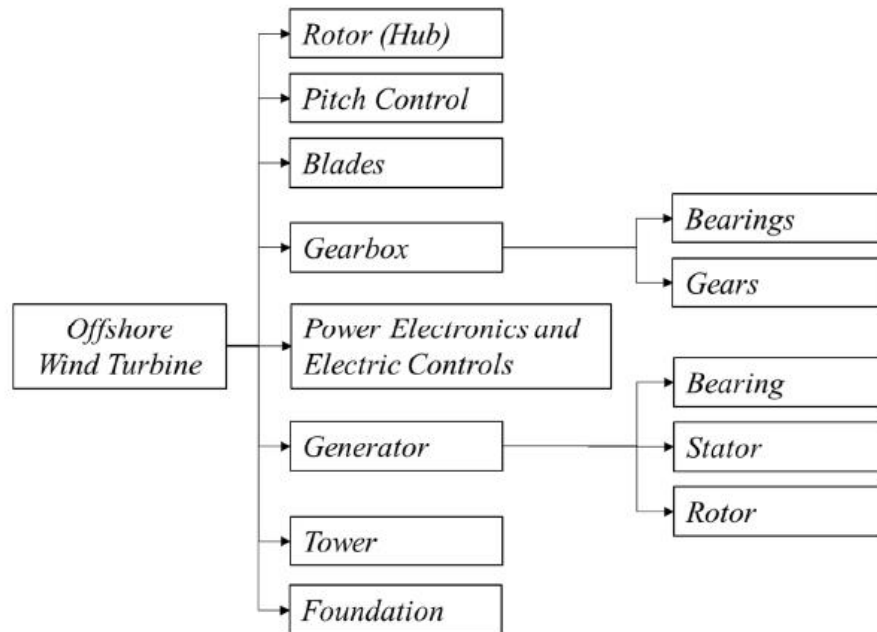 Rotor (Hub)
Pitch Control
Blades
Gearbox
Bearings
Gears
Offshore
Wind Turbine
Power Electronics and
Electric Controls
Generator
Bearing
Stator
Rotor
Tower
Foundation